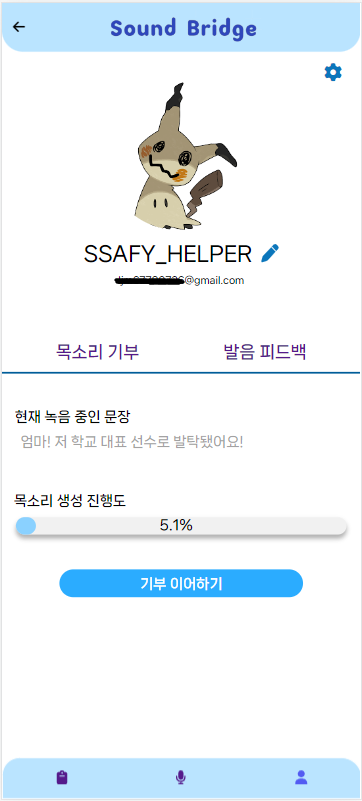 Sound Bridge
SSAFY_HELPER
@gmail.com
목소리 기부
발음 피드백
현재 녹음 중인 문장
엄마! 저 학교 대표 선수로 발탁됐어요!
목소리 생성 진행도
5.1%
기부 이어하기